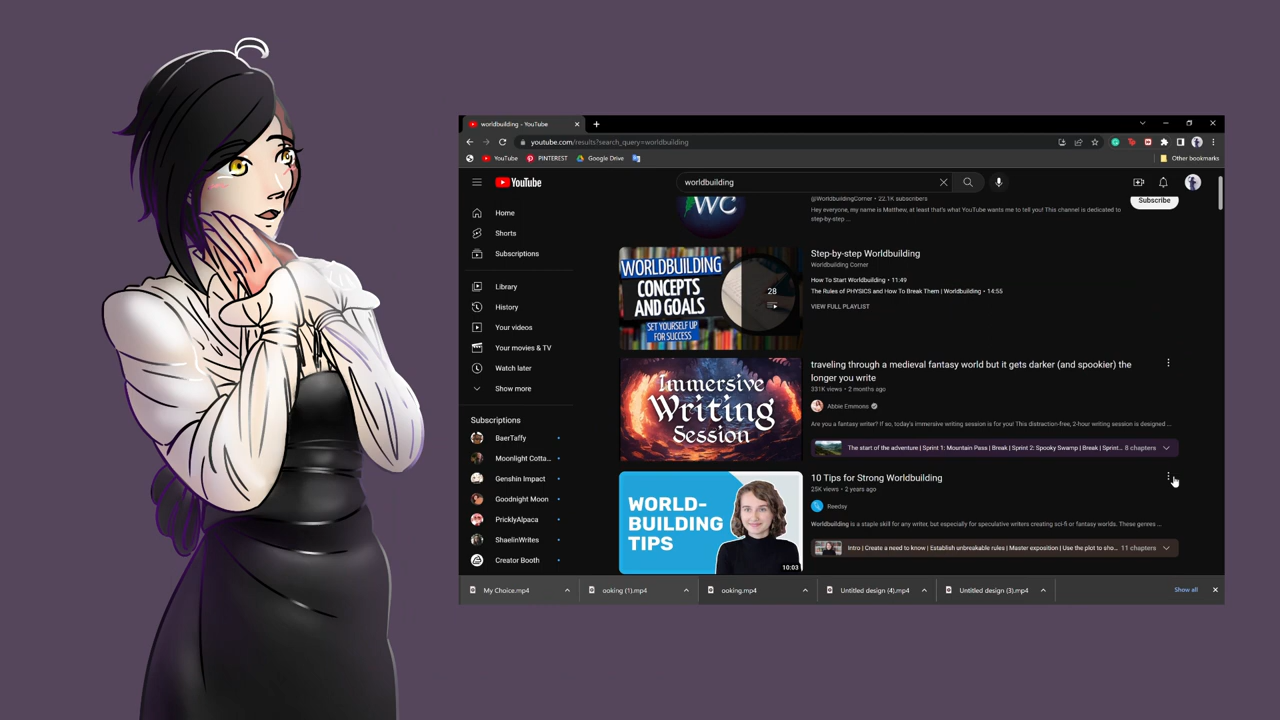 worldbuilding - YouTube
youtube.com/results?search_query=worldbuilding
YouTube
PINTEREST
Google Drive
Other bookmarks
YouTube
worldbuilding
Home
Shorts
Subscriptions
Library
History
Your videos
Your movies & TV
Watch later
Show more
Subscriptions
BaerTaffy
Moonlight Cotta...
Genshin Impact
Goodnight Moon
PricklyAlpaca
ShaelinWrites
Creator Booth
WC
@WorldbuildingCorner • 22.1K subscribers
Hey everyone, my name is Matthew, at least that's what YouTube wants me to tell you! This channel is dedicated to
step-by-step ...
Subscribe
WORLDBUILDING
CONCEPTS
AND GOALS
SET YOURSELF UP
FOR SUCCESS
28
Step-by-step Worldbuilding
Worldbuilding Corner
How To Start Worldbuilding • 11:49
The Rules of PHYSICS and How To Break Them | Worldbuilding • 14:55
VIEW FULL PLAYLIST
Immersive
Writing
Session
traveling through a medieval fantasy world but it gets darker (and spookier) the
longer you write
331K views • 2 months ago
Abbie Emmons
Are you a fantasy writer? If so, today's immersive writing session is for you! This distraction-free, 2-hour writing session is designed ...
The start of the adventure | Sprint 1: Mountain Pass | Break | Sprint 2: Spooky Swamp | Break | Sprint... 8 chapters
WORLD-
BUILDING
TIPS
10:03
10 Tips for Strong Worldbuilding
25K views • 2 years ago
Reedsy
Worldbuilding is a staple skill for any writer, but especially for speculative writers creating sci-fi or fantasy worlds. These genres ...
Intro | Create a need to know | Establish unbreakable rules | Master exposition | Use the plot to sho... 11 chapters
My Choice.mp4
ooking (1).mp4
ooking.mp4
Untitled design (4).mp4
Untitled design (3).mp4
Show all